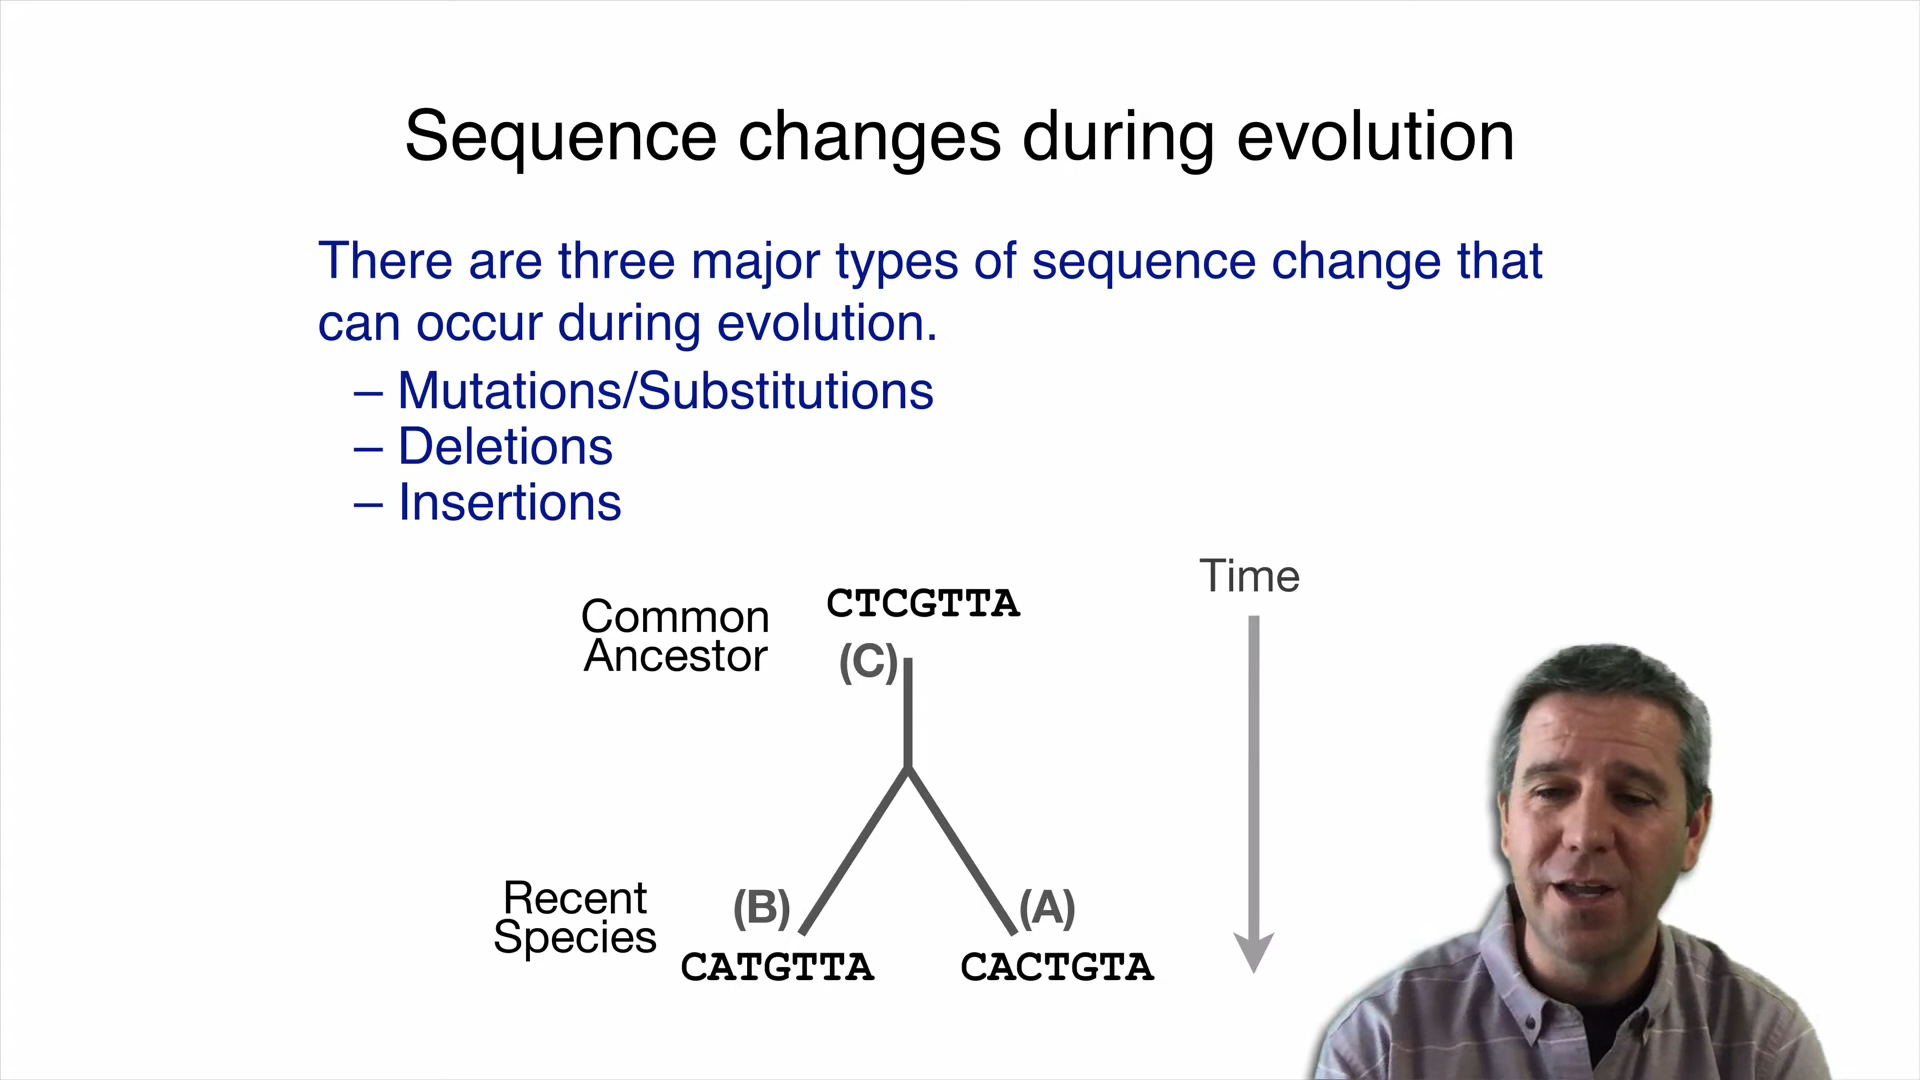 Sequence changes during evolution
There are three major types of sequence change that
can occur during evolution.
– Mutations/Substitutions
– Deletions
– Insertions
Time
CTCGTTA
Common
Ancestor
(C)
Recent
Species
(B)
(A)
CATGTTA
CACTGTA